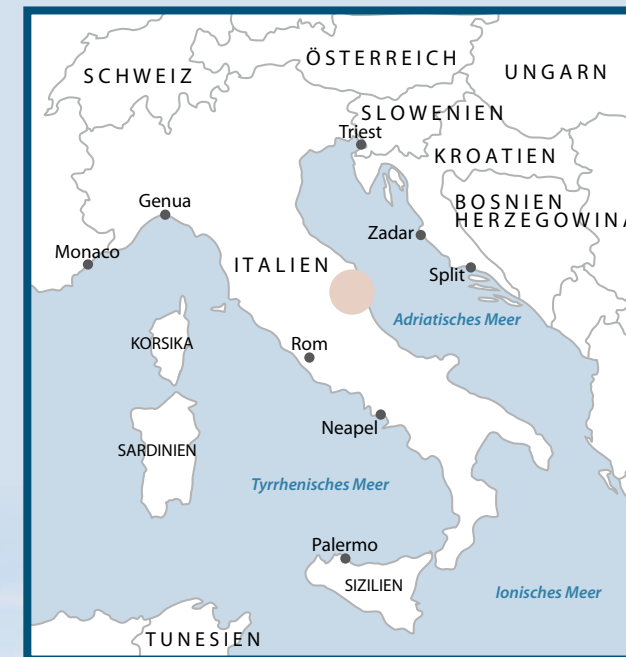 ÖSTERREICH
SCHWEIZ
UNGARN
SLOWENIEN
Triest
KROATIEN
Genua
BOSNIEN
HERZEGOWINA
Zadar
Monaco
ITALIEN
Split
Adriatisches Meer
KORSIKA
Rom
Neapel
SARDINIEN
Tyrrhenisches Meer
Palermo
SIZILIEN
Ionisches Meer
TUNESIEN